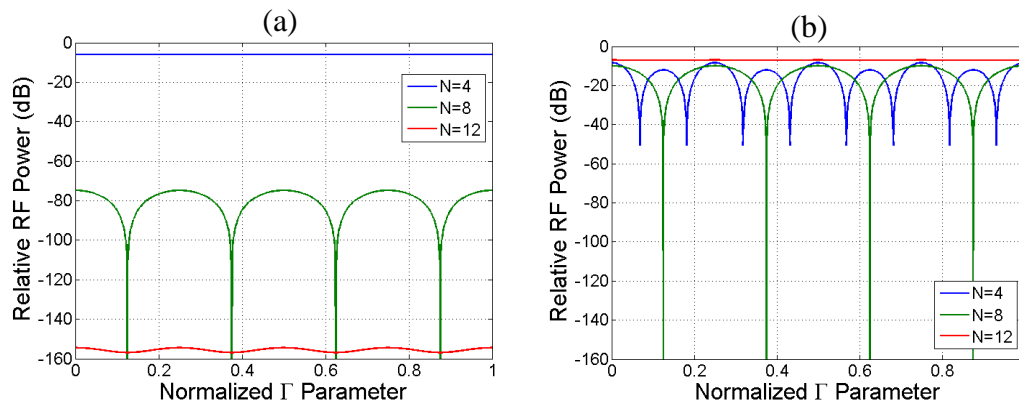 (a)
Relative RF Power (dB)
0
-20
-40
-60
-80
-100
-120
-140
-160
N=4
N=8
N=12
0
0.2
0.4
0.6
0.8
1
Normalized Γ Parameter
(b)
Relative RF Power (dB)
0
-20
-40
-60
-80
-100
-120
-140
-160
N=4
N=8
N=12
0
0.2
0.4
0.6
0.8
Normalized Γ Parameter